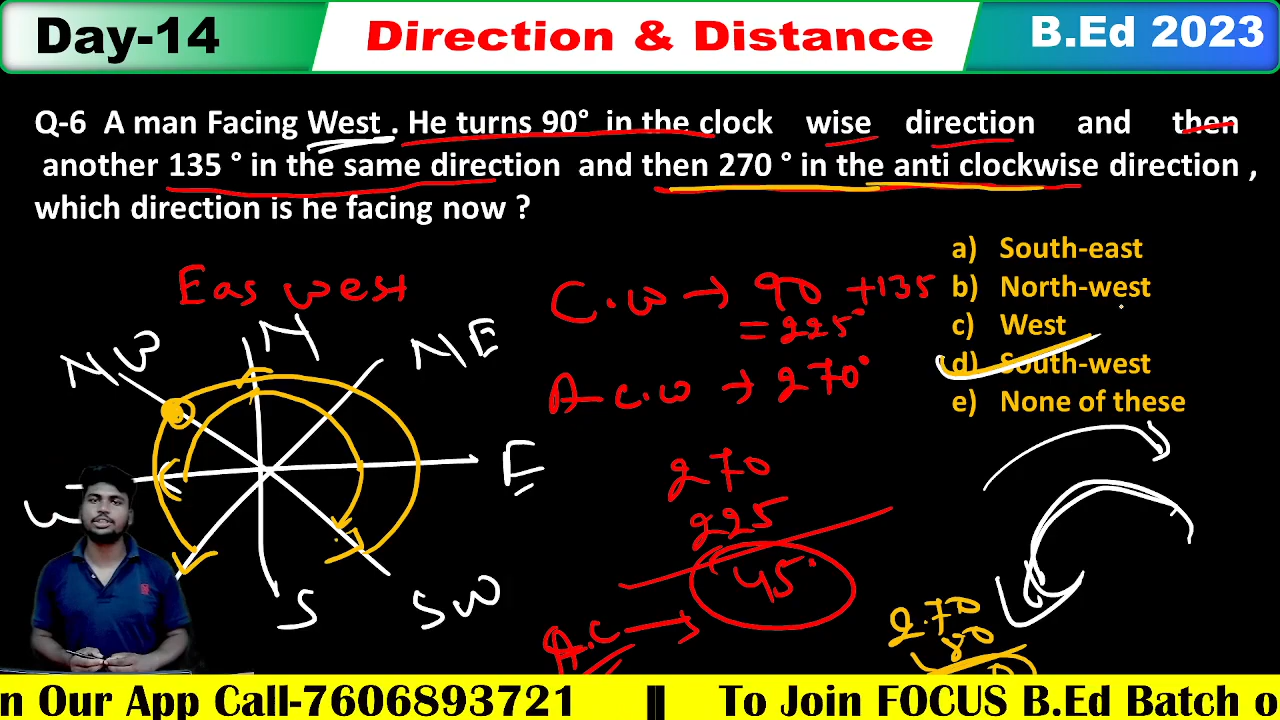 Day-14
Direction & Distance
B.Ed 2023
Q-6 A man Facing West . He turns 90° in the clock wise direction and then
another 135 ° in the same direction and then 270 ° in the anti clockwise direction ,
which direction is he facing now ?
a) South-east
b) North-west
c) West
d) South-west
e) None of these
Eas west
N
NW
NE
E
W
S
SW
C.W → 90 +135
= 225°
A C.W → 270°
270
225
45°
A.C →
270
n Our App Call-7606893721 || To Join FOCUS B.Ed Batch o